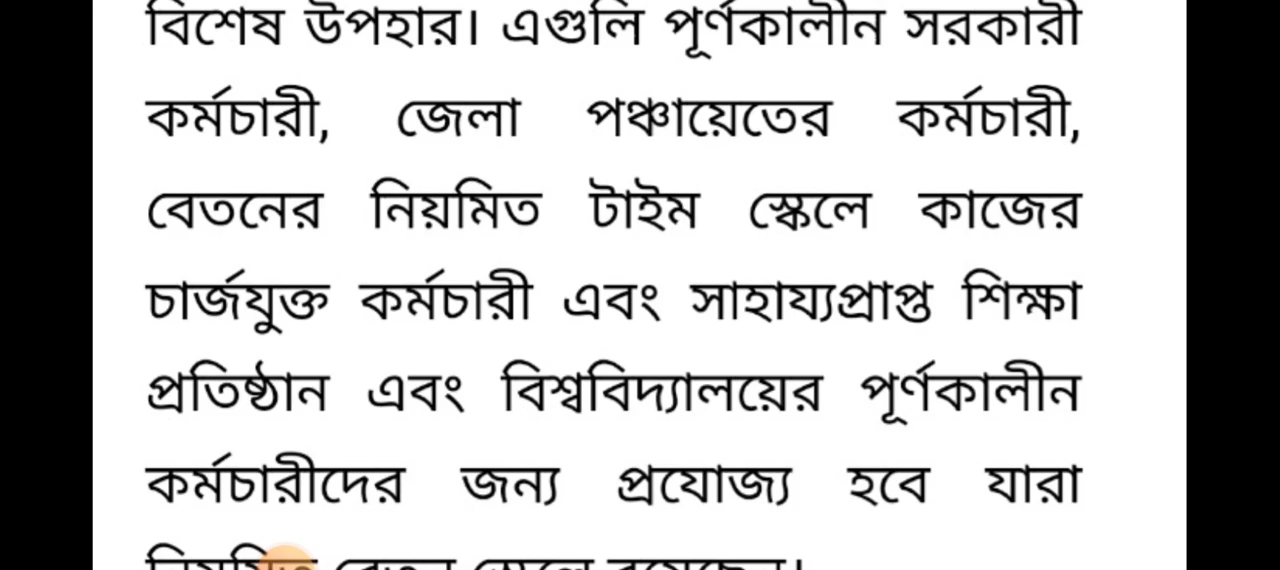 বিশেষ উপহার। এগুলি পূর্ণকালীন সরকারী
কর্মচারী, জেলা পঞ্চায়েতের কর্মচারী,
বেতনের নিয়মিত টাইম স্কেলে কাজের
চার্জযুক্ত কর্মচারী এবং সাহায্যপ্রাপ্ত শিক্ষা
প্রতিষ্ঠান এবং বিশ্ববিদ্যালয়ের পূর্ণকালীন
কর্মচারীদের জন্য প্রযোজ্য হবে যারা